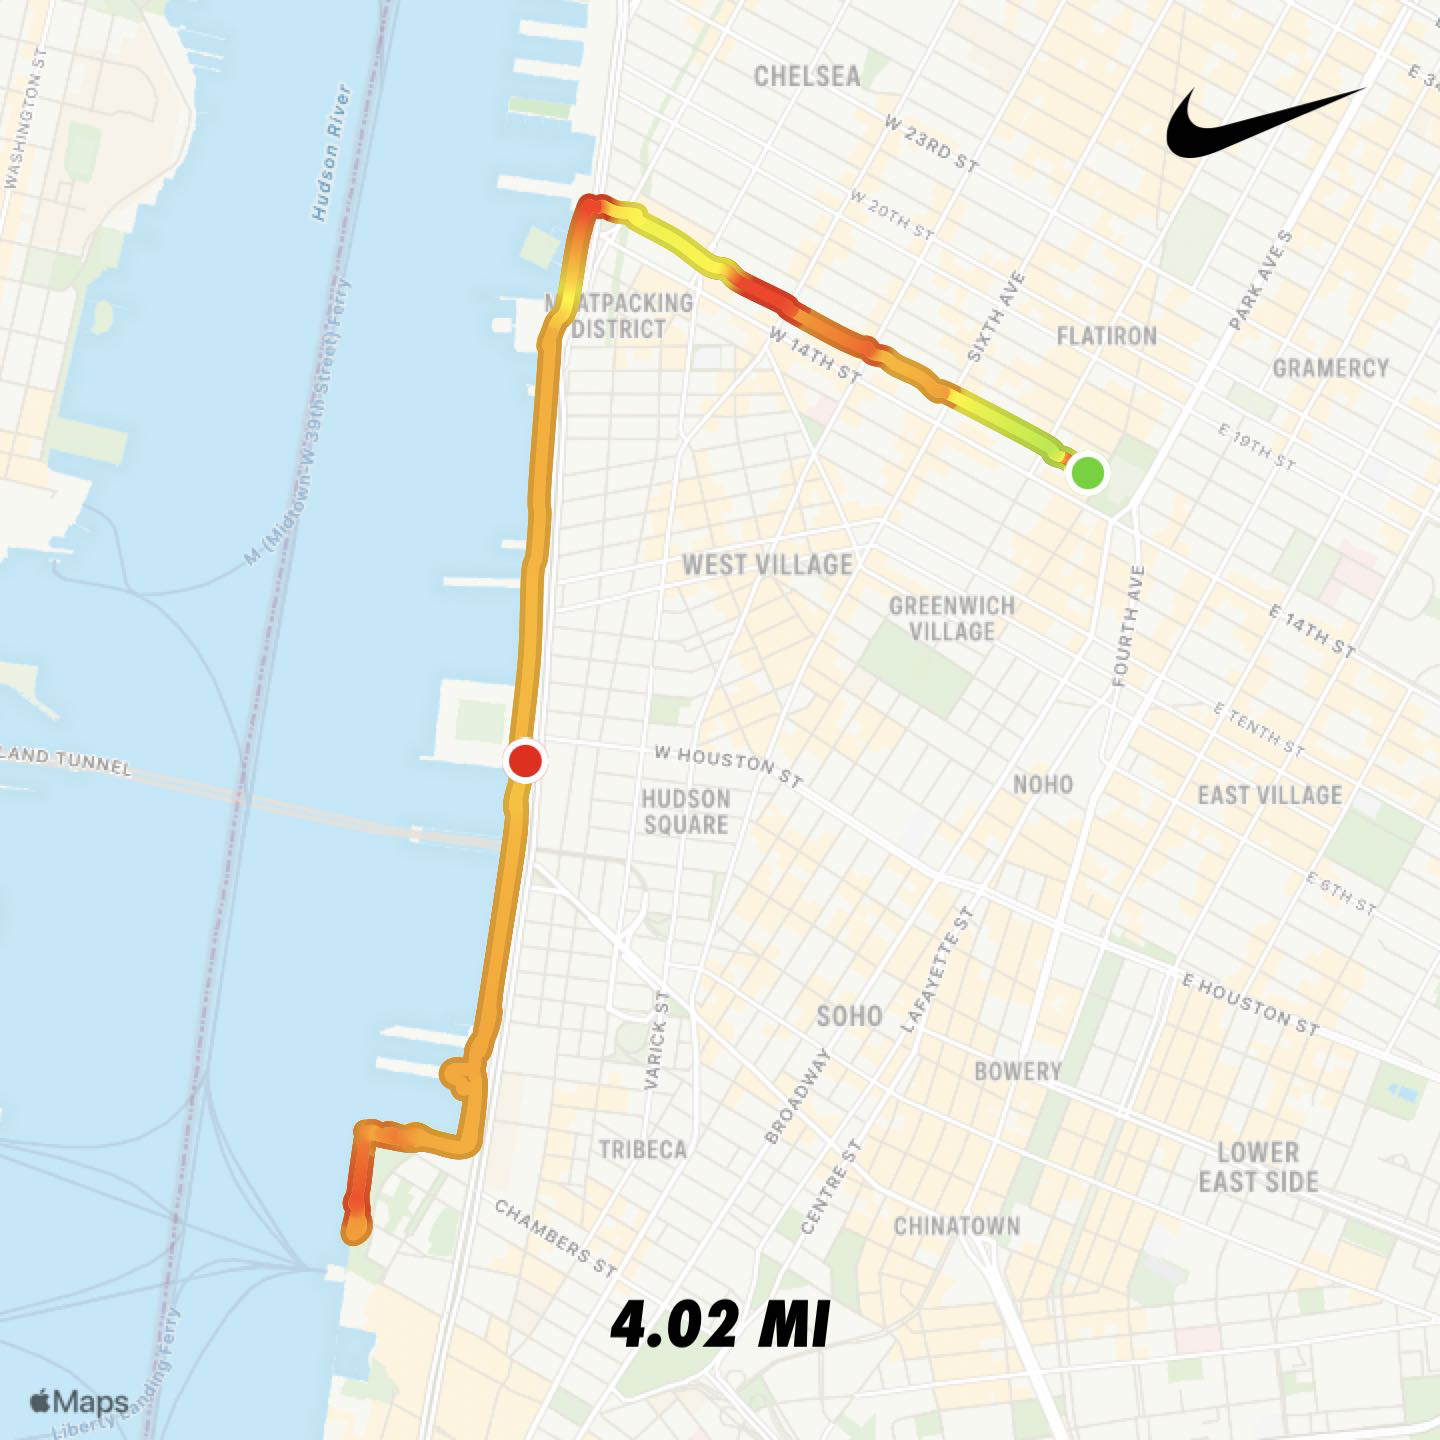 WASHINGTON ST
Hudson River
CHELSEA
W 23RD ST
W 20TH ST
E 34
PARK AVE S
SIXTH AVE
FLATIRON
GRAMERCY
M ATPACKING
DISTRICT
W 14TH ST
E 19TH ST
M (Midtown-W 39th Street) Ferry
WEST VILLAGE
GREENWICH
VILLAGE
FOURTH AVE
E 14TH ST
E TENTH ST
LAND TUNNEL
W HOUSTON ST
HUDSON
SQUARE
NOHO
EAST VILLAGE
E 6TH ST
LAFAYETTE ST
E HOUSTON ST
SOHO
VARICK ST
BROADWAY
BOWERY
TRIBECA
CENTRE ST
LOWER
EAST SIDE
CHAMBERS ST
CHINATOWN
4.02 MI
Maps
Liberty Landing Ferry